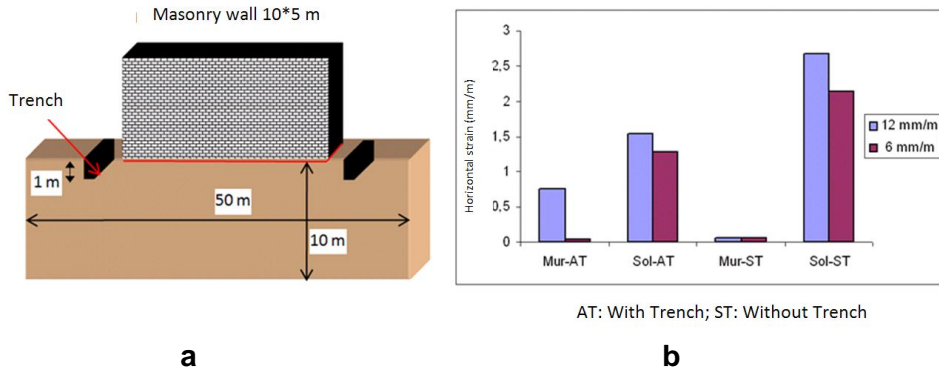 Masonry wall 10*5 m
Trench
1 m
50 m
10 m
a
Horizontal strain (mm/m)
3
2,5
2
1,5
1
0,5
0
Mur-AT
Sol-AT
Mur-ST
Sol-ST
12 mm/m
6 mm/m
AT: With Trench; ST: Without Trench
b